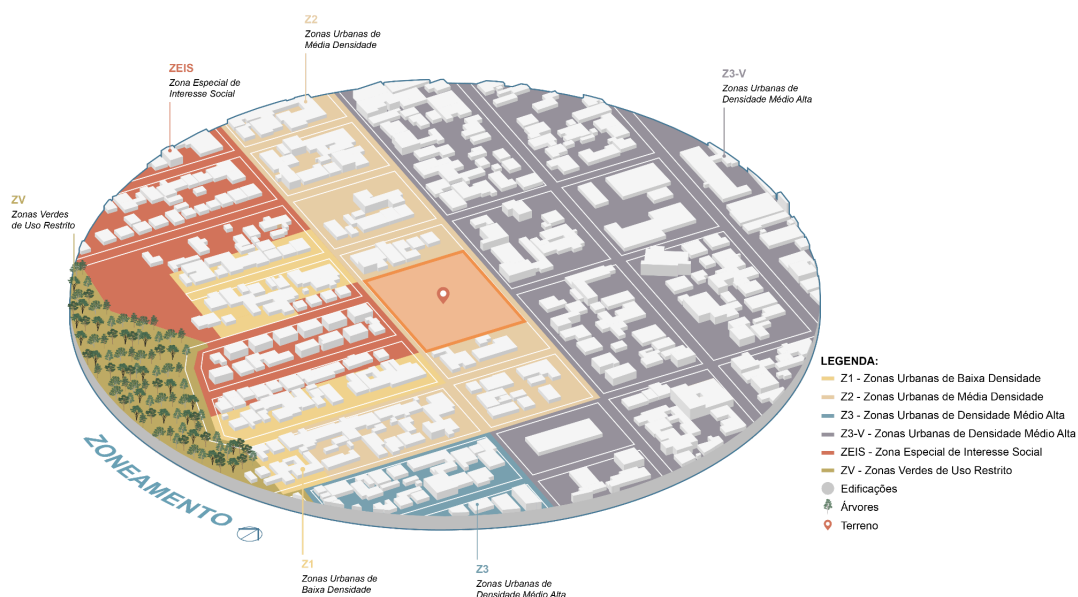 Z2
Zonas Urbanas de
Média Densidade
ZEIS
Zona Especial de
Interesse Social
Z3-V
Zonas Urbanas de
Densidade Médio Alta
ZV
Zonas Verdes
de Uso Restrito
LEGENDA:
Z1 - Zonas Urbanas de Baixa Densidade
Z2 - Zonas Urbanas de Média Densidade
Z3 - Zonas Urbanas de Densidade Médio Alta
Z3-V - Zonas Urbanas de Densidade Médio Alta
ZEIS - Zona Especial de Interesse Social
ZV - Zonas Verdes de Uso Restrito
Edificações
Árvores
Terreno
ZONEAMENTO
Z1
Zonas Urbanas de
Baixa Densidade
Z3
Zonas Urbanas de
Densidade Médio Alta